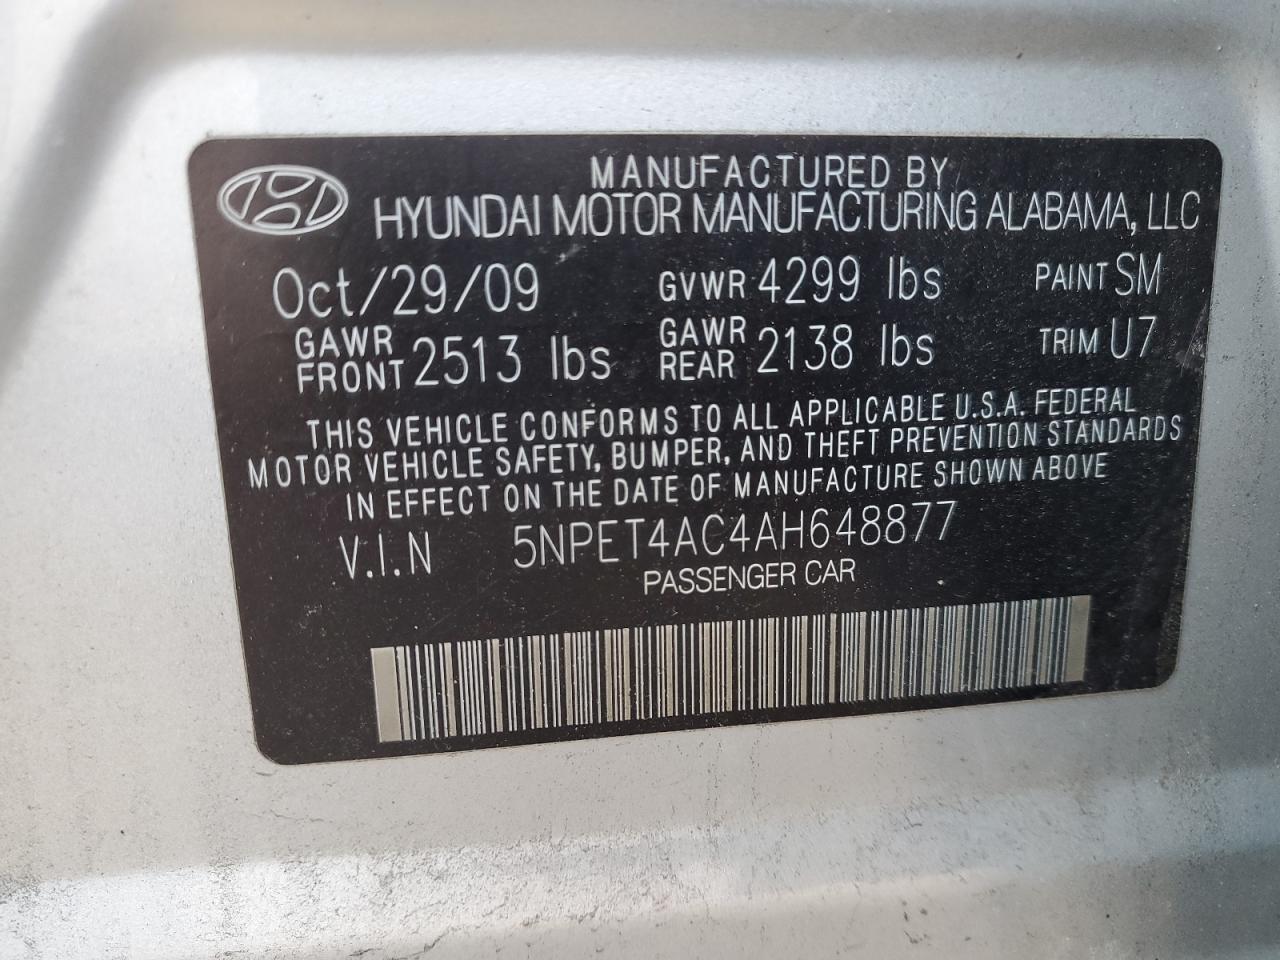 MANUFACTURED BY
HYUNDAI MOTOR MANUFACTURING ALABAMA, LLC
Oct/29/09 GVWR 4299 lbs PAINT SM
GAWR FRONT 2513 lbs GAWR REAR 2138 lbs TRIM U7
THIS VEHICLE CONFORMS TO ALL APPLICABLE U.S.A. FEDERAL
MOTOR VEHICLE SAFETY, BUMPER, AND THEFT PREVENTION STANDARDS
IN EFFECT ON THE DATE OF MANUFACTURE SHOWN ABOVE
V.I.N 5NPET4AC4AH648877
PASSENGER CAR